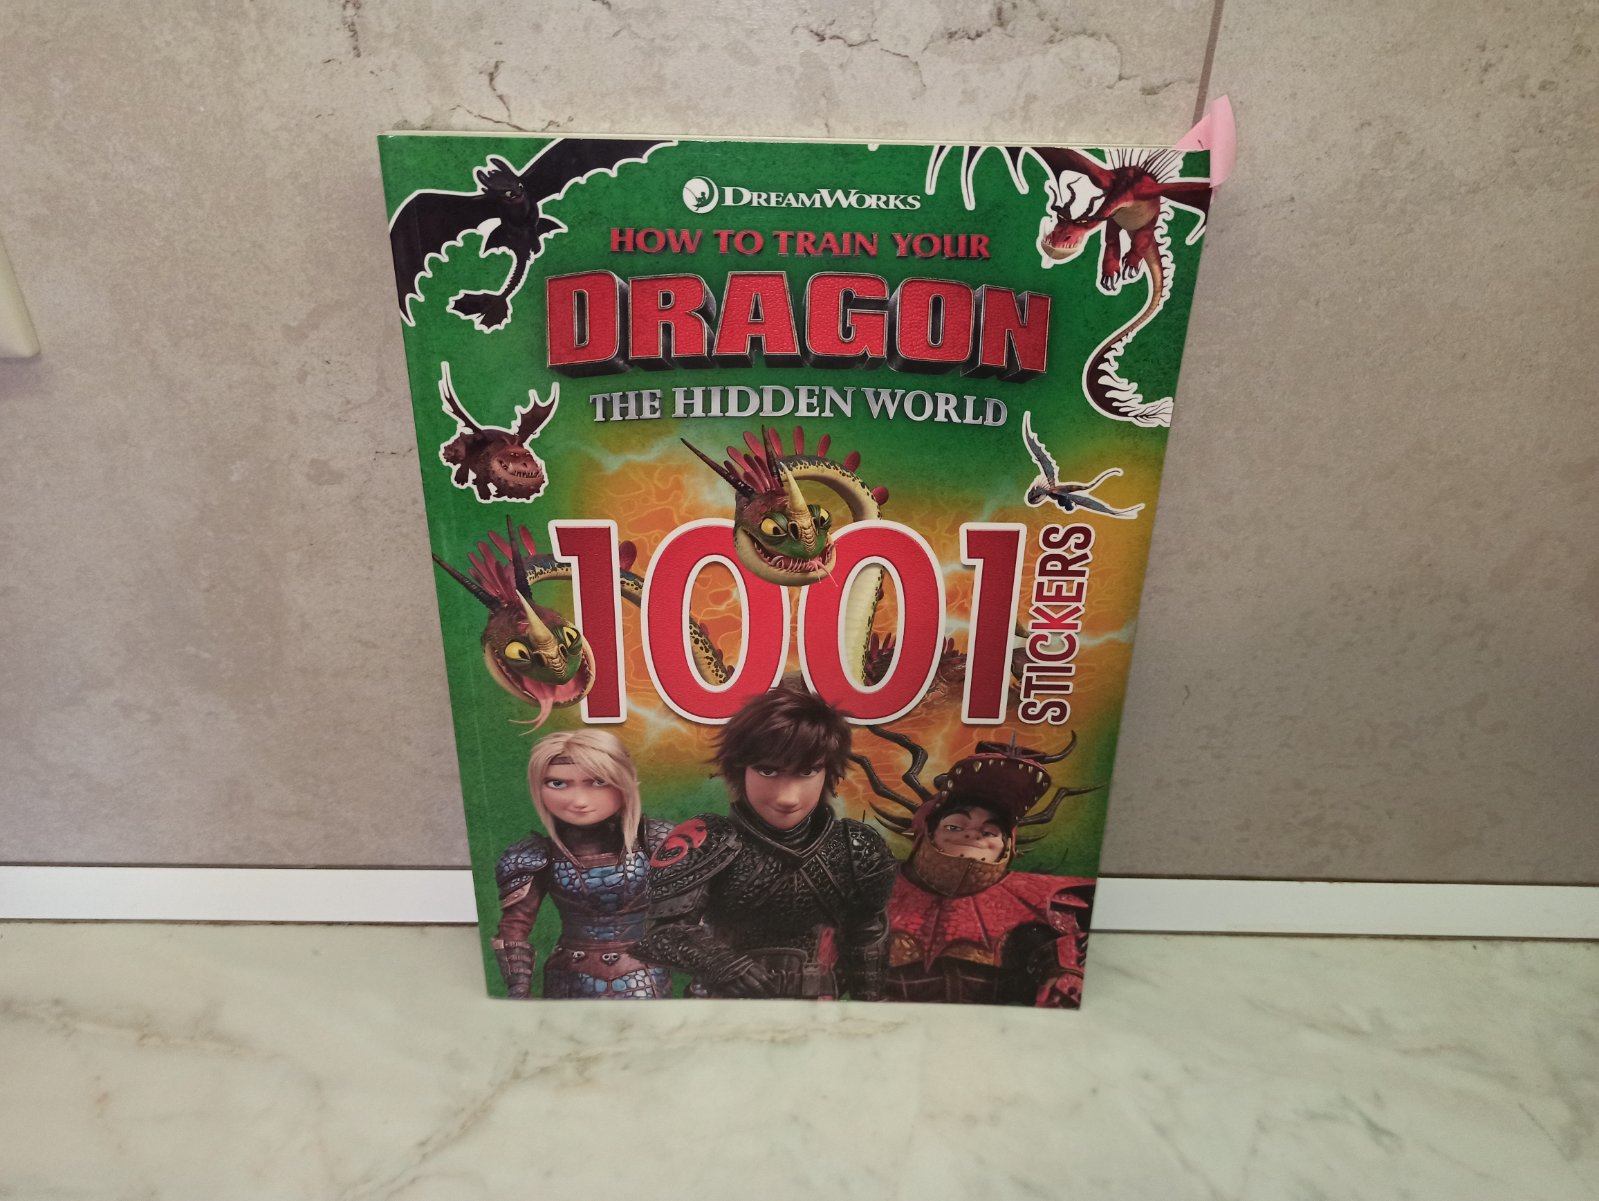 DREAMWORKS
HOW TO TRAIN YOUR
DRAGON
THE HIDDEN WORLD
1001
STICKERS